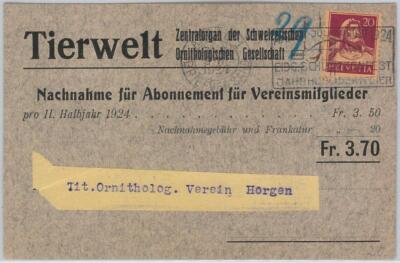 Tierwelt
Zentralorgan der Schweizerischen
Ornithologischen Gesellschaft
29
20
HELVETIA
Nachnahme für Abonnement für Vereinsmitglieder
pro II. Halbjahr 1924 . . . . . . . . . . Fr. 3. 50
Nachnahmegebühr und Frankatur „ —. 20
Fr. 3.70
Tit.Ornitholog. Verein Horgen